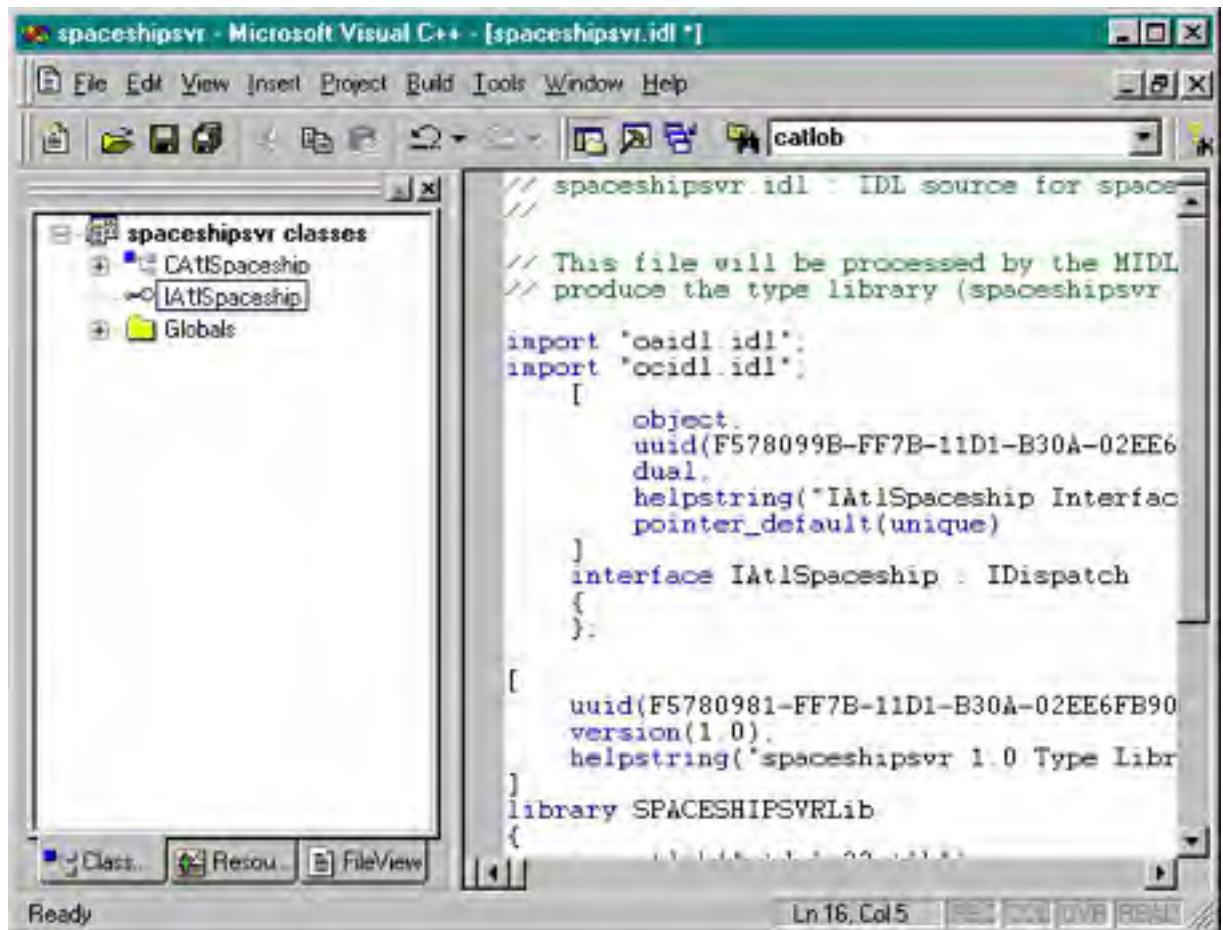 spaceshipsvr - Microsoft Visual C++ - [spaceshipsvr.idl *]
File Edit View Insert Project Build Tools Window Help
catlob
spaceshipsvr classes
CAtlSpaceship
IAtlSpaceship
Globals
Class... Resou... FileView
// spaceshipsvr.idl : IDL source for space
//
// This file will be processed by the MIDL
// produce the type library (spaceshipsvr.
import "oaidl.idl";
import "ocidl.idl";
[
object,
uuid(F578099B-FF7B-11D1-B30A-02EE6
dual,
helpstring("IAtlSpaceship Interfac
pointer_default(unique)
]
interface IAtlSpaceship : IDispatch
{
};
[
uuid(F5780981-FF7B-11D1-B30A-02EE6FB90
version(1.0),
helpstring("spaceshipsvr 1.0 Type Libr
]
library SPACESHIPSVRLib
{
Ready
Ln 16, Col 5 REC COL OVR READ